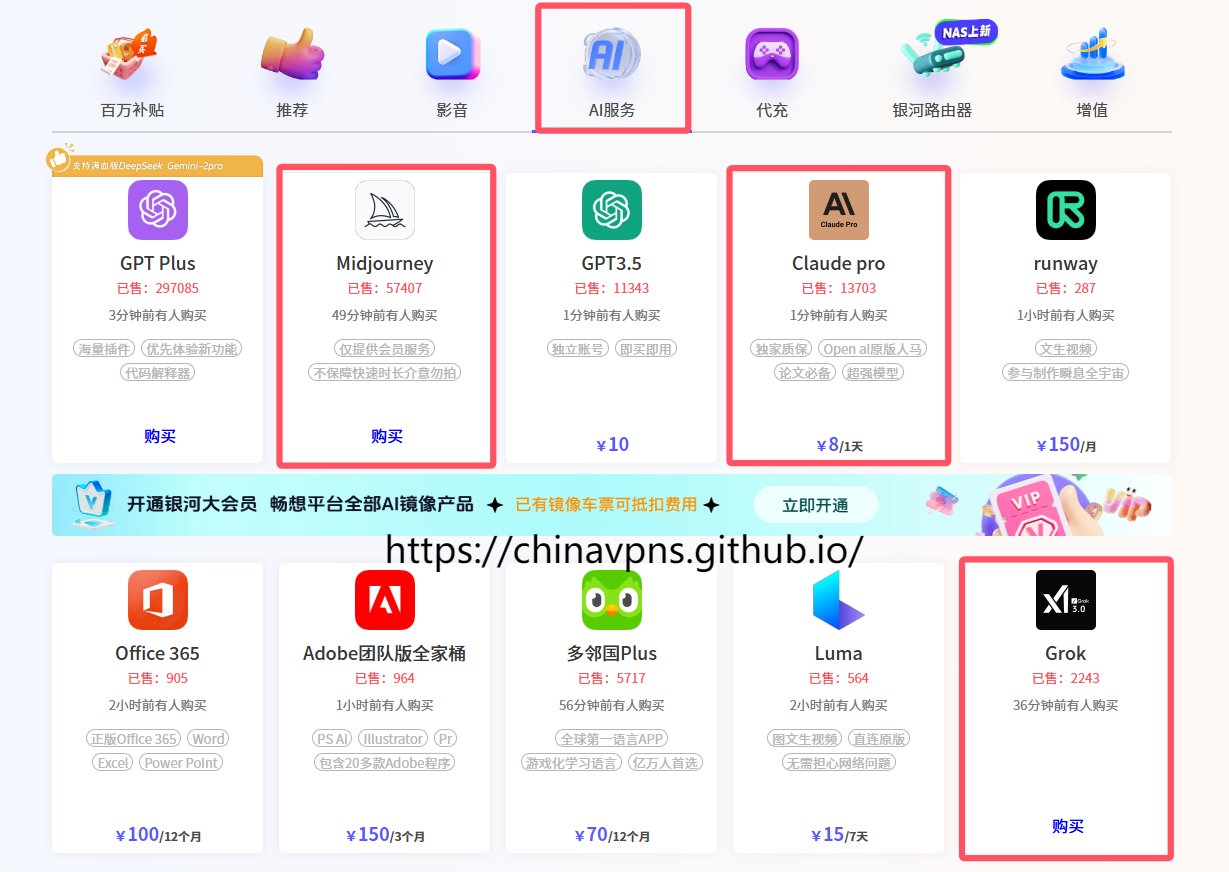 必买
NAS上新
AI
百万补贴
推荐
影音
AI服务
代充
银河路由器
增值
支持满血版DeepSeek Gemini-2pro
AI
Claude Pro
GPT Plus
Midjourney
GPT3.5
Claude pro
runway
已售：297085
已售：57407
已售：11343
已售：13703
已售：287
3分钟前有人购买
49分钟前有人购买
1分钟前有人购买
1分钟前有人购买
1小时前有人购买
海量插件 优先体验新功能
仅提供会员服务
独立账号 即买即用
独家质保 Open aI原版人马
文生视频
代码解释器
不保障快速时长介意勿拍
论文必备 超强模型
参与制作瞬息全宇宙
购买
购买
￥10
￥8/1天
￥150/月
开通银河大会员 畅想平台全部AI镜像产品
已有镜像车票可抵扣费用
立即开通
VIP
https://chinavpns.github.io/
xI Grok
3.0
Office 365
Adobe团队版全家桶
多邻国Plus
Luma
Grok
已售：905
已售：964
已售：5717
已售：564
已售：2243
2小时前有人购买
1小时前有人购买
56分钟前有人购买
2小时前有人购买
36分钟前有人购买
正版Office 365 Word
PS Ai Illustrator Pr
全球第一语言APP
图文生视频 直连原版
Excel Power PoInt
包含20多款Adobe程序
游戏化学习语言 亿万人首选
无需担心网络问题
￥100/12个月
￥150/3个月
￥70/12个月
￥15/7天
购买